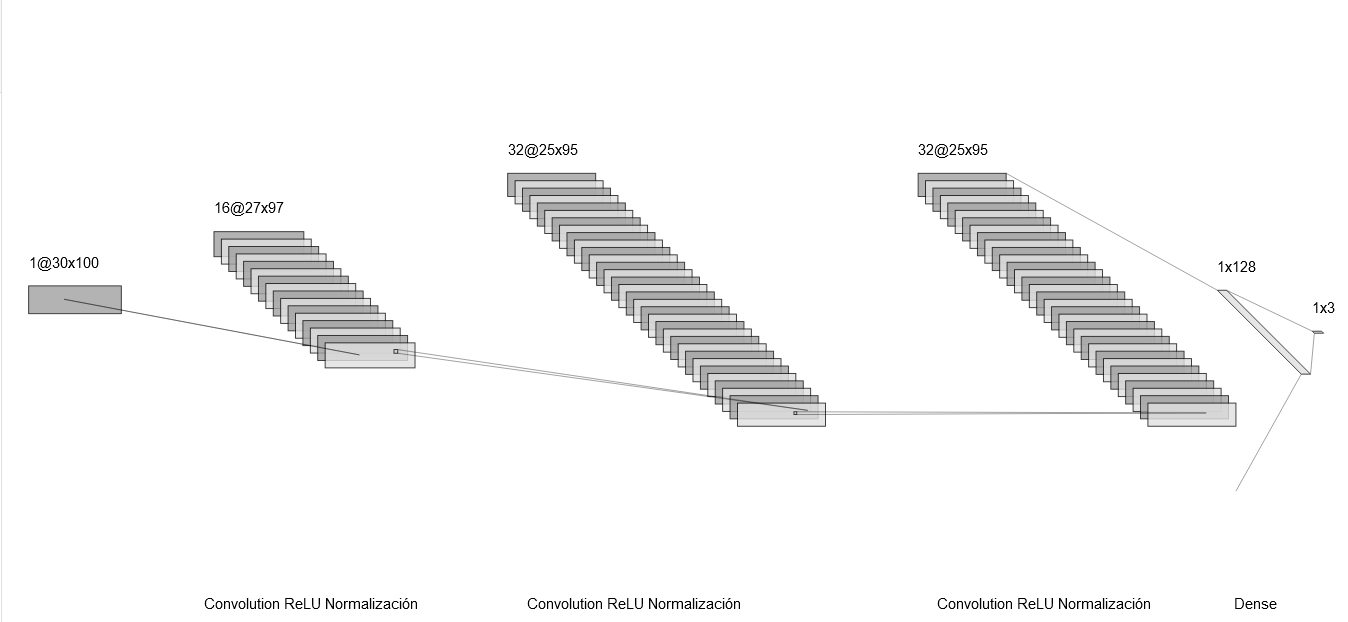 1@30x100
16@27x97
32@25x95
32@25x95
1x128
1x3
Convolution ReLU Normalización
Convolution ReLU Normalización
Convolution ReLU Normalización
Dense